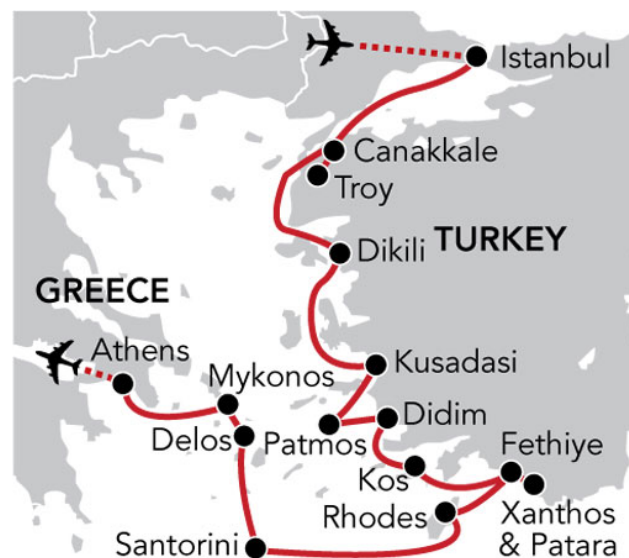 Istanbul
Canakkale
Troy
TURKEY
Dikili
GREECE
Athens
Kusadasi
Mykonos
Didim
Delos
Patmos
Fethiye
Kos
Rhodes
Xanthos
& Patara
Santorini